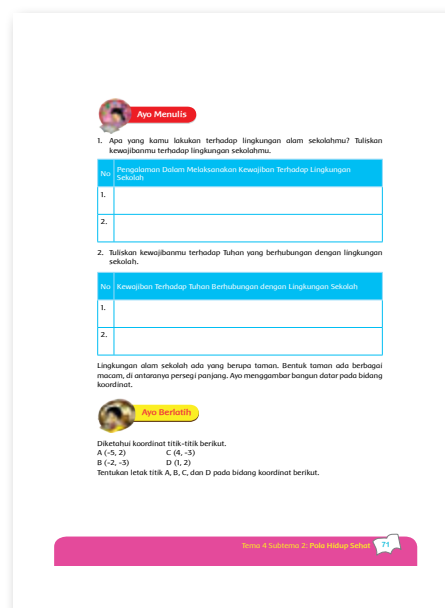 Ayo Menulis
1. Apa yang kamu lakukan terhadap lingkungan alam sekolahmu? Tuliskan
kewajibanmu terhadap lingkungan sekolahmu.
No Pengalaman Dalam Melaksanakan Kewajiban Terhadap Lingkungan
Sekolah
1.
2.
2. Tuliskan kewajibanmu terhadap Tuhan yang berhubungan dengan lingkungan
sekolah.
No Kewajiban Terhadap Tuhan Berhubungan dengan Lingkungan Sekolah
1.
2.
Lingkungan alam sekolah ada yang berupa taman. Bentuk taman ada berbagai
macam, di antaranya persegi panjang. Ayo menggambar bangun datar pada bidang
koordinat.
Ayo Berlatih
Diketahui koordinat titik-titik berikut.
A (-5, 2) C (4, -3)
B (-2, -3) D (1, 2)
Tentukan letak titik A, B, C, dan D pada bidang koordinat berikut.
Tema 4 Subtema 2: Pola Hidup Sehat 71